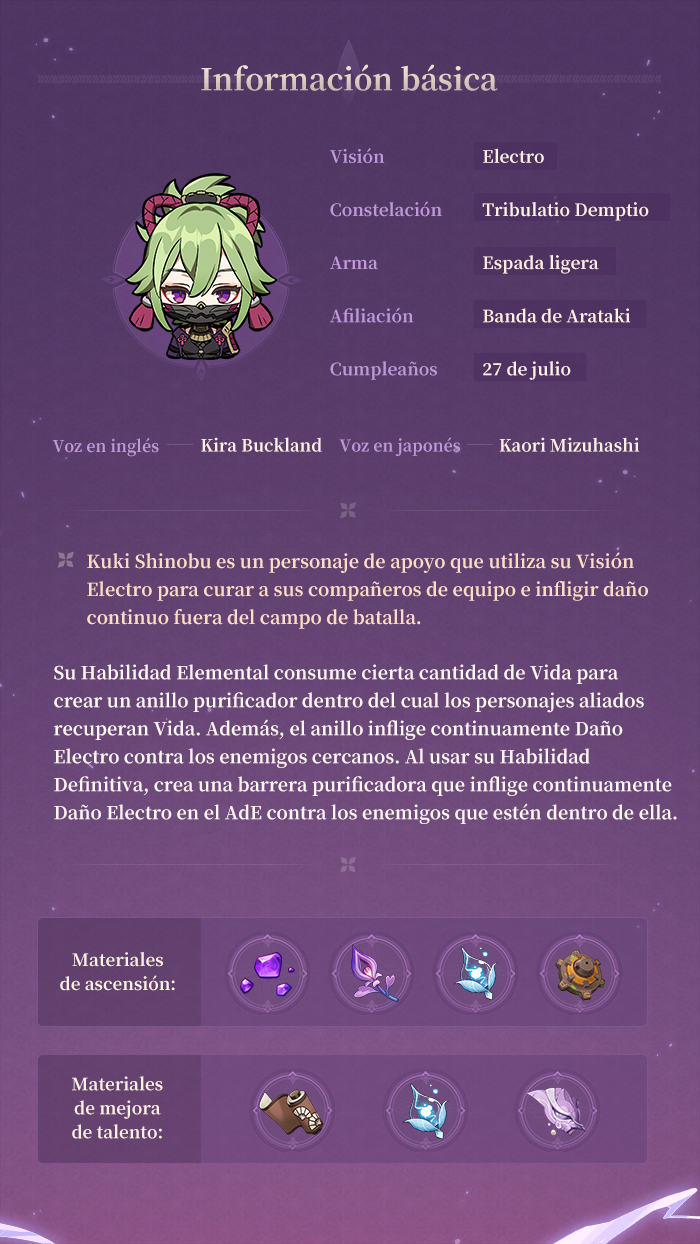 Información básica
Visión Electro
Constelación Tribulatio Demptio
Arma Espada ligera
Afiliación Banda de Arataki
Cumpleaños 27 de julio
Voz en inglés Kira Buckland Voz en japonés Kaori Mizuhashi
Kuki Shinobu es un personaje de apoyo que utiliza su Visión
Electro para curar a sus compañeros de equipo e infligir daño
continuo fuera del campo de batalla.
Su Habilidad Elemental consume cierta cantidad de Vida para
crear un anillo purificador dentro del cual los personajes aliados
recuperan Vida. Además, el anillo inflige continuamente Daño
Electro contra los enemigos cercanos. Al usar su Habilidad
Definitiva, crea una barrera purificadora que inflige continuamente
Daño Electro en el AdE contra los enemigos que estén dentro de ella.
Materiales
de ascensión:
Materiales
de mejora
de talento: